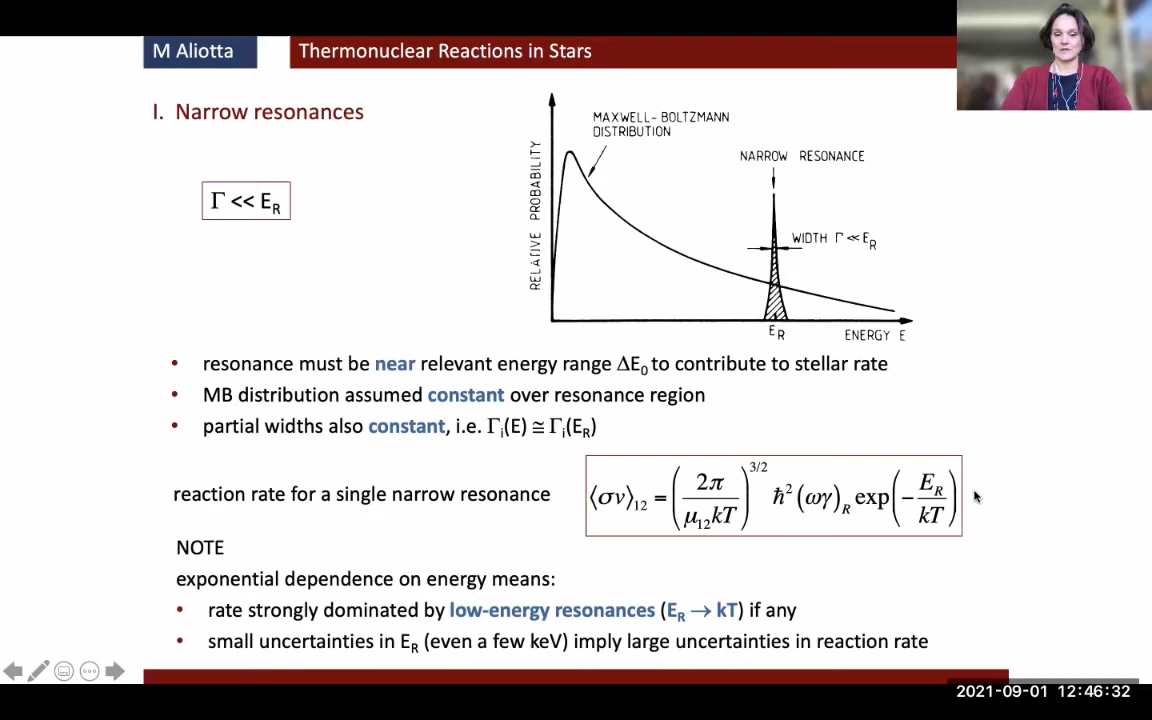 M Aliotta
Thermonuclear Reactions in Stars
I. Narrow resonances
Γ << E_R
MAXWELL-BOLTZMANN
DISTRIBUTION
NARROW RESONANCE
WIDTH Γ≪E_R
RELATIVE PROBABILITY
E_R
ENERGY E
• resonance must be near relevant energy range ΔE₀ to contribute to stellar rate
• MB distribution assumed constant over resonance region
• partial widths also constant, i.e. Γ_i(E) ≅ Γ_i(E_R)
reaction rate for a single narrow resonance
⟨σv⟩₁₂ = (2π/μ₁₂kT)^3/2 ħ² (ωγ)_R exp(−E_R/kT)
NOTE
exponential dependence on energy means:
• rate strongly dominated by low-energy resonances (E_R → kT) if any
• small uncertainties in E_R (even a few keV) imply large uncertainties in reaction rate
2021-09-01 12:46:32